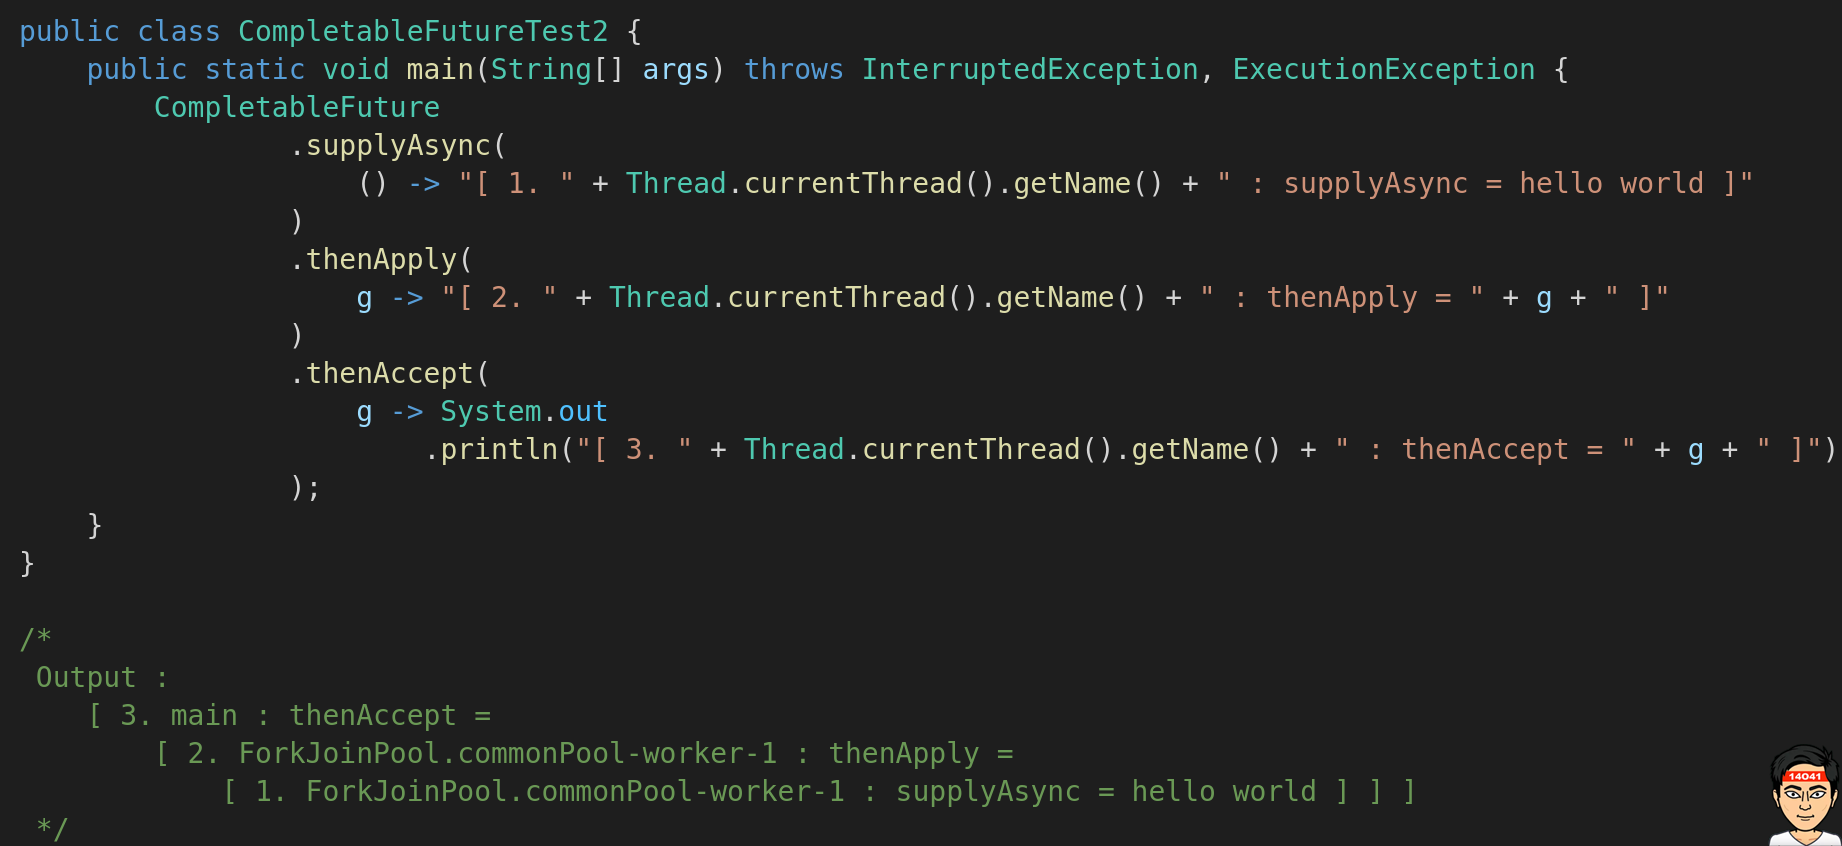 public class CompletableFutureTest2 {
    public static void main(String[] args) throws InterruptedException, ExecutionException {
        CompletableFuture
                .supplyAsync(
                    () -> "[ 1. " + Thread.currentThread().getName() + " : supplyAsync = hello world ]"
                )
                .thenApply(
                    g -> "[ 2. " + Thread.currentThread().getName() + " : thenApply = " + g + " ]"
                )
                .thenAccept(
                    g -> System.out
                        .println("[ 3. " + Thread.currentThread().getName() + " : thenAccept = " + g + " ]")
                );
    }
}
/*
 Output :
    [ 3. main : thenAccept =
        [ 2. ForkJoinPool.commonPool-worker-1 : thenApply =
            [ 1. ForkJoinPool.commonPool-worker-1 : supplyAsync = hello world ] ] ]
 */
14041